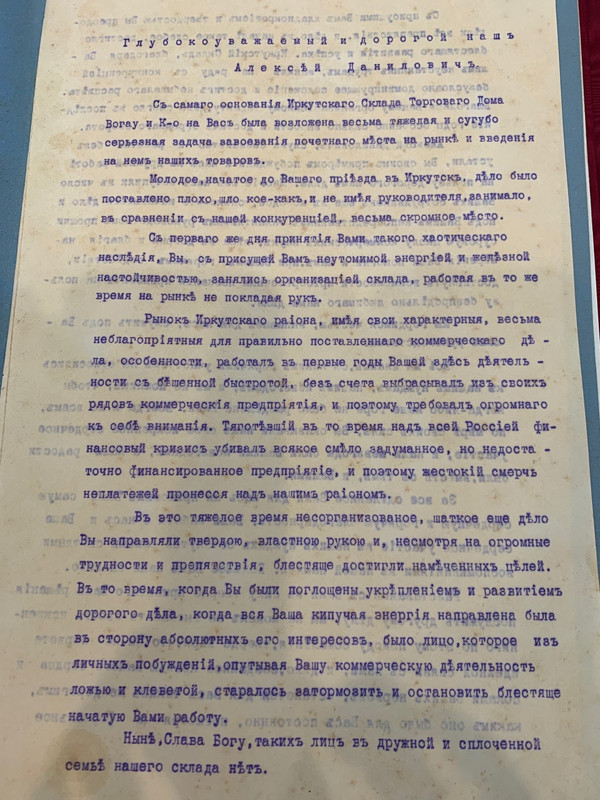 Глубокоуважаемый и дорогой нашъ
Алексѣй Даниловичъ.
Съ самаго основанія Иркутскаго Склада Торговаго Дома
Вогау и К-о на Васъ была возложена весьма тяжелая и сугубо
серьезная задача завоеванія почетнаго мѣста на рынкѣ и введенія
на немъ нашихъ товаровъ.
Молодое,начатое до Вашего пріѣзда въ Иркутскъ, дѣло было
поставлено плохо,шло кое-какъ,и не имѣя руководителя,занимало,
въ сравненіи съ нашей конкуренціей, весьма скромное мѣсто.
Съ перваго же дня принятія Вами такого хаотическаго
наслѣдія, Вы, съ присущей Вамъ неутомимой энергіей и желѣзной
настойчивостью, занялись организаціей склада, работая въ то же
время на рынкѣ не покладая рукъ.
Рынокъ Иркутскаго раіона, имѣя свои характерныя, весьма
неблагопріятныя для правильно поставленнаго коммерческаго дѣ -
ла, особенности, работалъ въ первые годы Вашей здѣсь дѣятель -
ности съ бѣшенной быстротой, безъ счета выбрасывалъ изъ своихъ
рядовъ коммерческія предпріятія, и поэтому требовалъ огромнаго
къ себѣ вниманія. Тяготѣвшій въ то время надъ всей Россіей фи-
нансовый кризисъ убивалъ всякое смѣло задуманное, но недоста -
точно финансированное предпріятіе, и поэтому жестокій смерчь
неплатежей пронесся надъ нашимъ раіономъ.
Въ это тяжелое время несорганизованое, шаткое еще дѣло
Вы направляли твердою, властною рукою и, несмотря на огромные
трудности и препятствія, блестяще достигли намѣченныхъ цѣлей.
Въ то время, когда Вы были поглощены укрѣпленіемъ и развитіемъ
дорогого дѣла, когда вся Ваша кипучая энергія направлена была
въ сторону абсолютныхъ его интересовъ, было лицо,которое изъ
личныхъ побужденій,опутывая Вашу коммерческую дѣятельность
ложью и клеветой, старалось затормозить и остановить блестяще
начатую Вами работу.
Нынѣ,Слава Богу,такихъ лицъ въ дружной и сплоченной
семьѣ нашего склада нѣтъ.